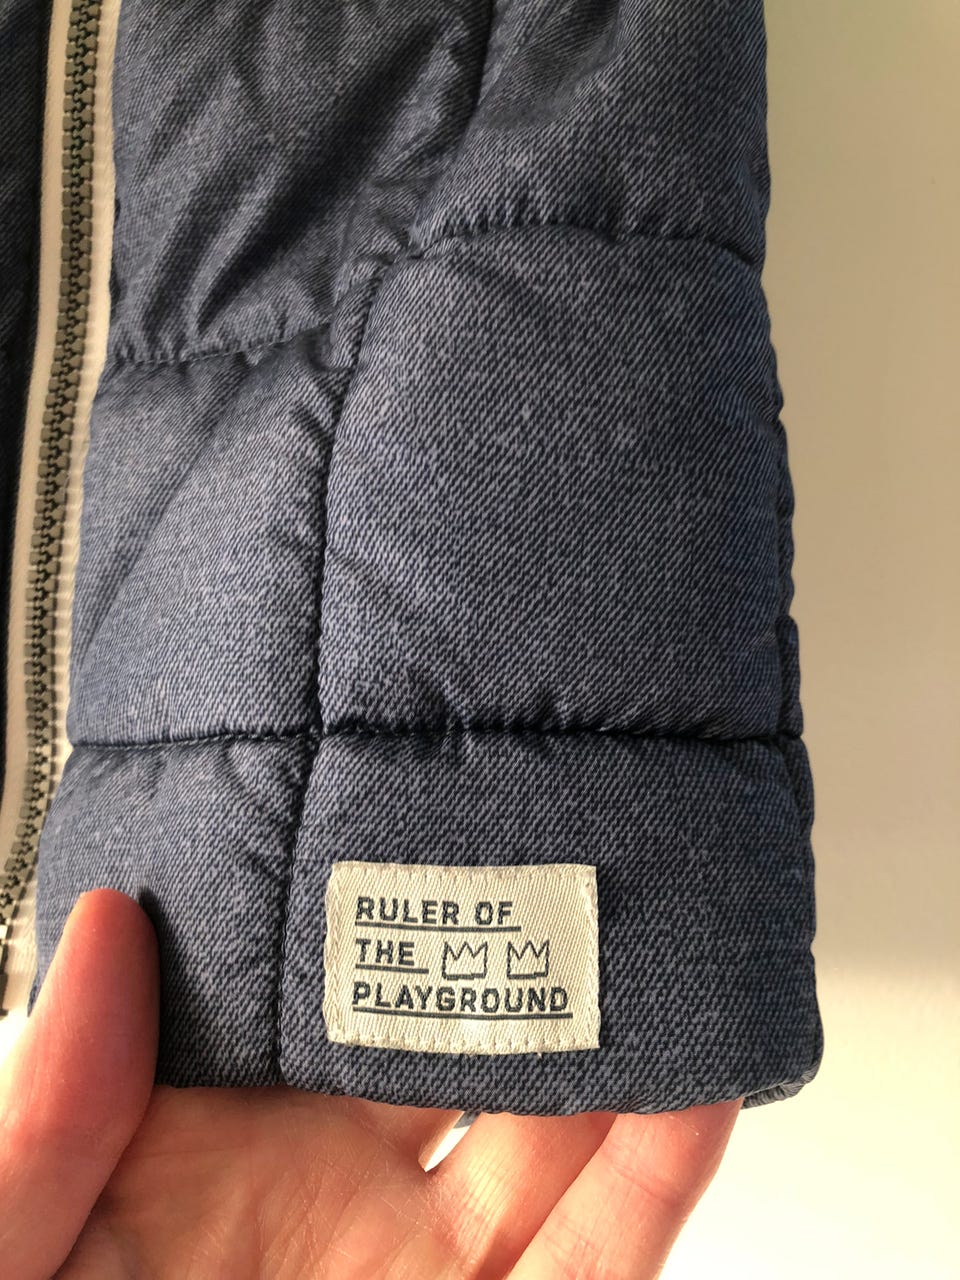 RULER OF
THE
PLAYGROUND